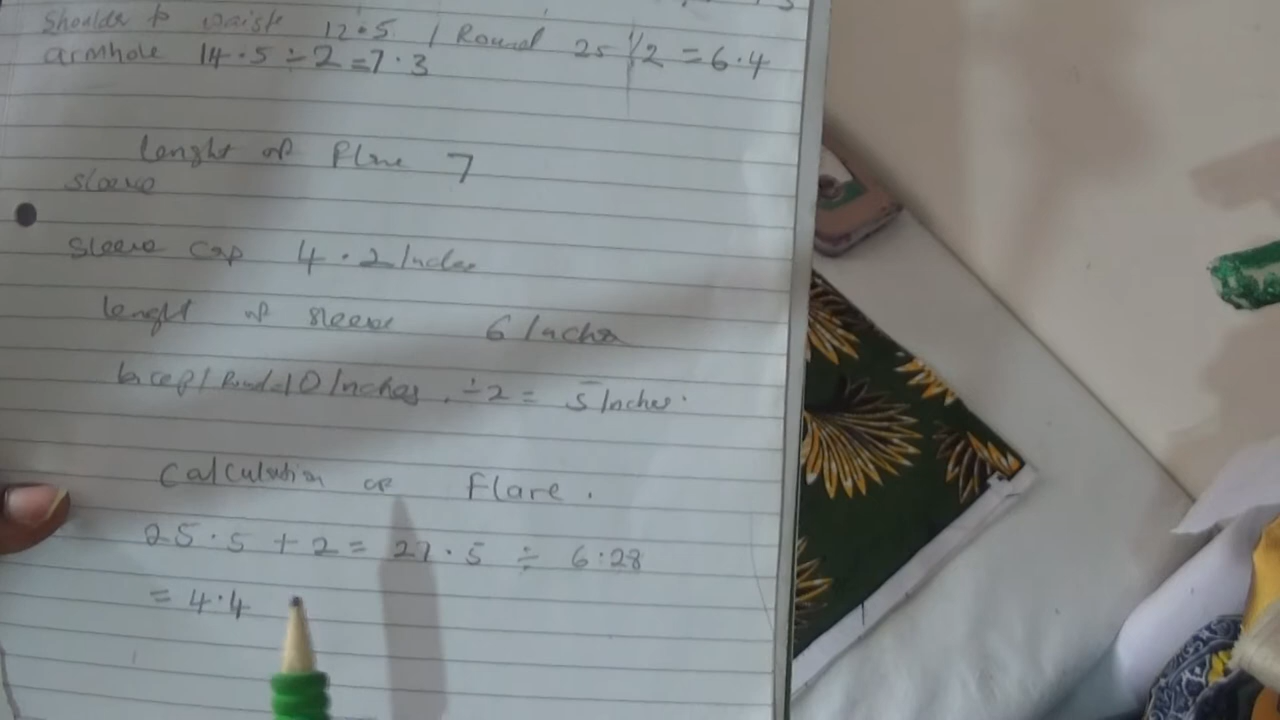 Shoulde to waist 12.5 / Round 25 1/2 = 6.4
armhole 14.5 ÷ 2 = 7.3
lenght of Flare 7
sleeve
sleeve cap 4.2 Inches
lenght of sleeve 6 Inches
bicep / Round 10 Inches. ÷2 = 5 Inches.
Calculation of Flare.
25.5 + 2 = 27.5 ÷ 6.28
= 4.4